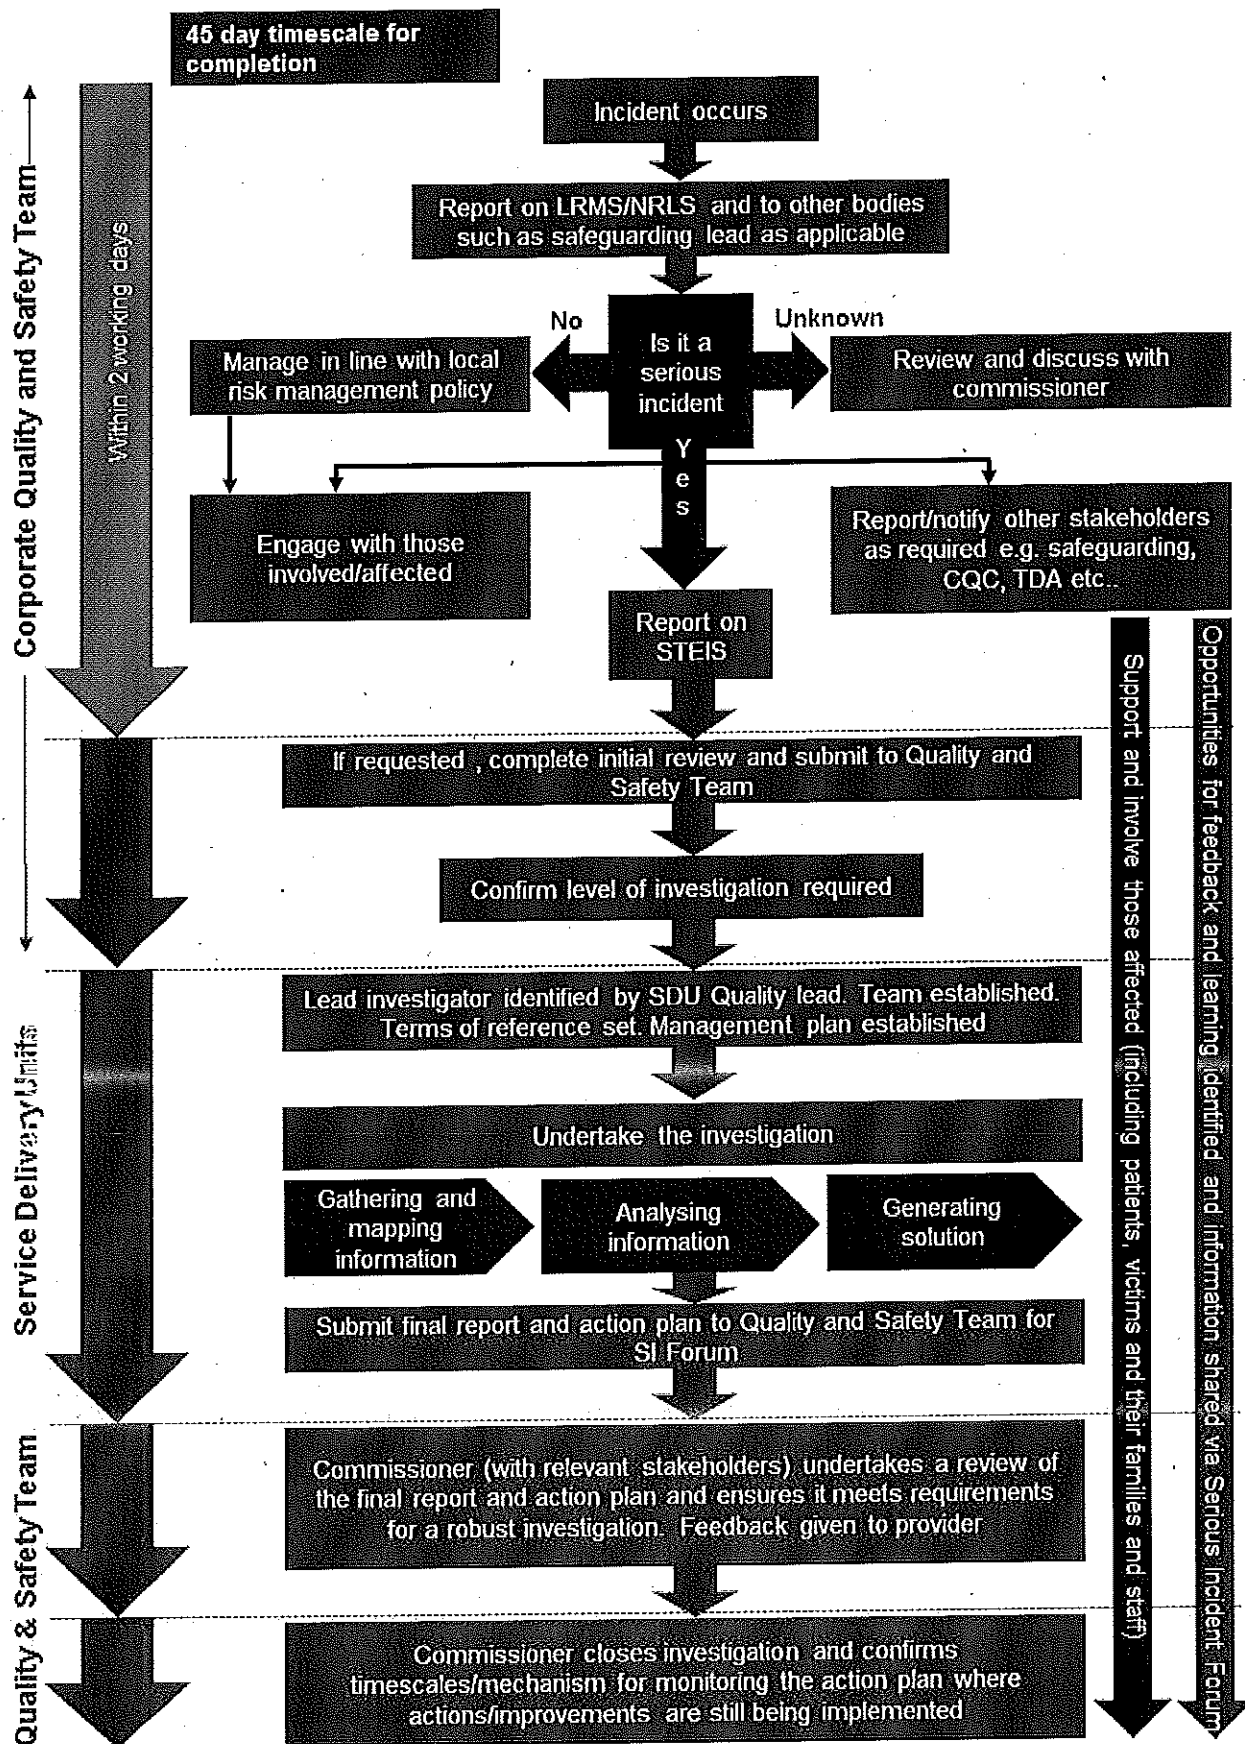 45 day timescale for
completion
Incident occurs
Report on LRMS/NRLS and to other bodies
such as safeguarding lead as applicable
No
Unknown
Is it a
serious
incident
Manage in line with local
risk management policy
Review and discuss with
commissioner
Yes
Engage with those
involved/affected
Report/notify other stakeholders
as required e.g. safeguarding,
CQC, TDA etc..
Report on
STEIS
If requested , complete initial review and submit to Quality and
Safety Team
Confirm level of investigation required
Lead investigator identified by SDU Quality lead. Team established.
Terms of reference set. Management plan established
Undertake the investigation
Gathering and
mapping
information
Analysing
information
Generating
solution
Submit final report and action plan to Quality and Safety Team for
SI Forum
Commissioner (with relevant stakeholders) undertakes a review of
the final report and action plan and ensures it meets requirements
for a robust investigation. Feedback given to provider
Commissioner closes investigation and confirms
timescales/mechanism for monitoring the action plan where
actions/improvements are still being implemented
Corporate Quality and Safety Team
Within 2 working days
Service Delivery Units
Quality & Safety Team
Support and involve those affected (including patients, victims and their families and staff)
Opportunities for feedback and learning identified and information shared via Serious Incident Forum